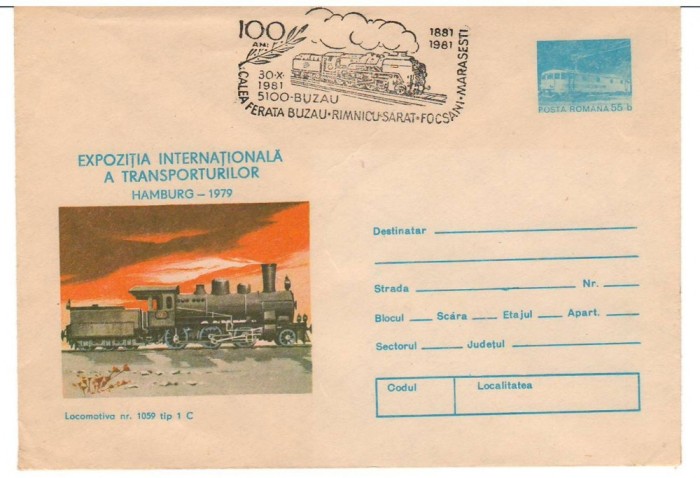 100
ANI
1881
1981
30·X·
1981
5100-BUZAU
CALEA FERATA BUZAU·RIMNICU-SARAT·FOCSANI·MARASESTI
POSTA ROMANA 55 b
EXPOZIȚIA INTERNAȚIONALĂ
A TRANSPORTURILOR
HAMBURG – 1979
Locomotiva nr. 1059 tip 1 C
Destinatar
Strada Nr.
Blocul Scára Etajul Apart.
Sectorul Județul
Codul Localitatea